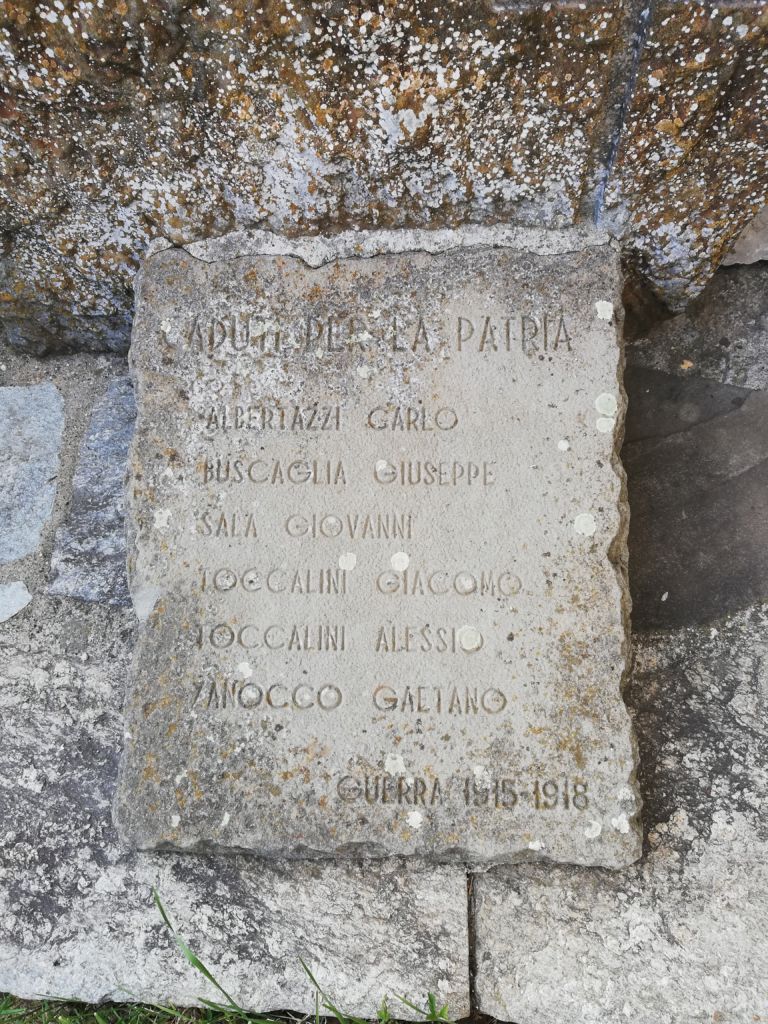 CADUTI PER LA PATRIA
ALBERTAZZI CARLO
BUSCAGLIA GIUSEPPE
SALA GIOVANNI
TOCCALINI GIACOMO
TOCCALINI ALESSIO
ZANOCCO GAETANO
GUERRA 1915-1918